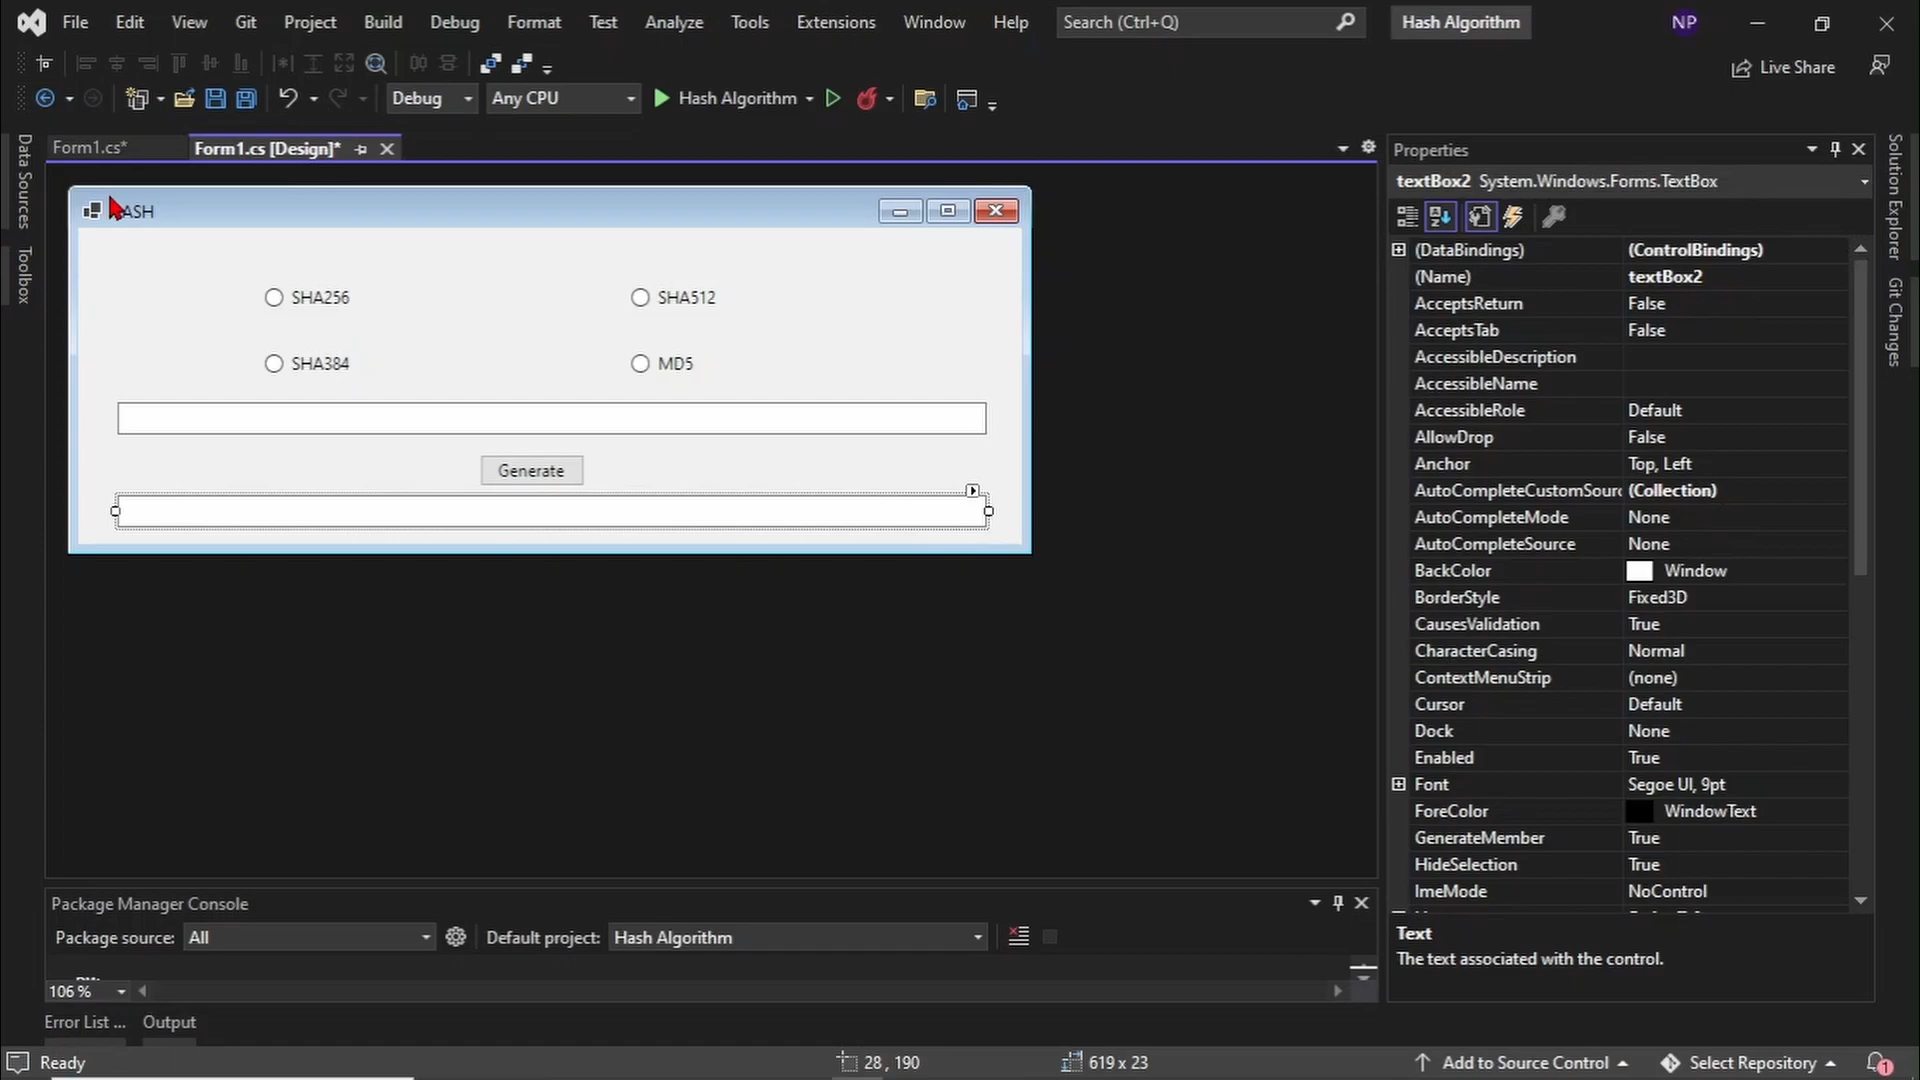 File Edit View Git Project Build Debug Format Test Analyze Tools Extensions Window Help Search (Ctrl+Q) Hash Algorithm NP
Live Share
Debug Any CPU Hash Algorithm
Form1.cs* Form1.cs [Design]*
Data Sources
Toolbox
SHA256 SHA512
SHA384 MD5
Generate
Properties
textBox2 System.Windows.Forms.TextBox
(DataBindings) (ControlBindings)
(Name) textBox2
AcceptsReturn False
AcceptsTab False
AccessibleDescription
AccessibleName
AccessibleRole Default
AllowDrop False
Anchor Top, Left
AutoCompleteCustomSourc (Collection)
AutoCompleteMode None
AutoCompleteSource None
BackColor Window
BorderStyle Fixed3D
CausesValidation True
CharacterCasing Normal
ContextMenuStrip (none)
Cursor Default
Dock None
Enabled True
Font Segoe UI, 9pt
ForeColor WindowText
GenerateMember True
HideSelection True
ImeMode NoControl
Text
The text associated with the control.
Solution Explorer
Git Changes
Package Manager Console
Package source: All Default project: Hash Algorithm
106 %
Error List ... Output
Ready 28 , 190 619 x 23 Add to Source Control Select Repository 1